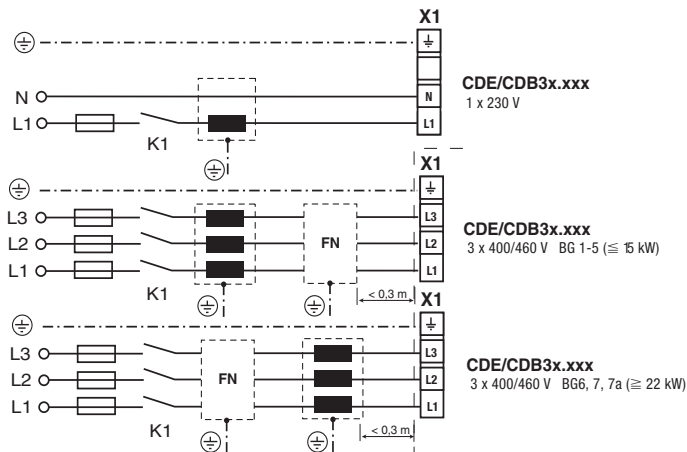 X1
N
N
CDE/CDB3x.xxx
1 x 230 V
L1
L1
K1
X1
L3
L3
CDE/CDB3x.xxx
L2
FN
L2
3 x 400/460 V BG 1-5 (≦ 15 kW)
L1
L1
K1
< 0,3 m
X1
L3
L3
CDE/CDB3x.xxx
L2
FN
L2
3 x 400/460 V BG6, 7, 7a (≧ 22 kW)
L1
L1
K1
< 0,3 m